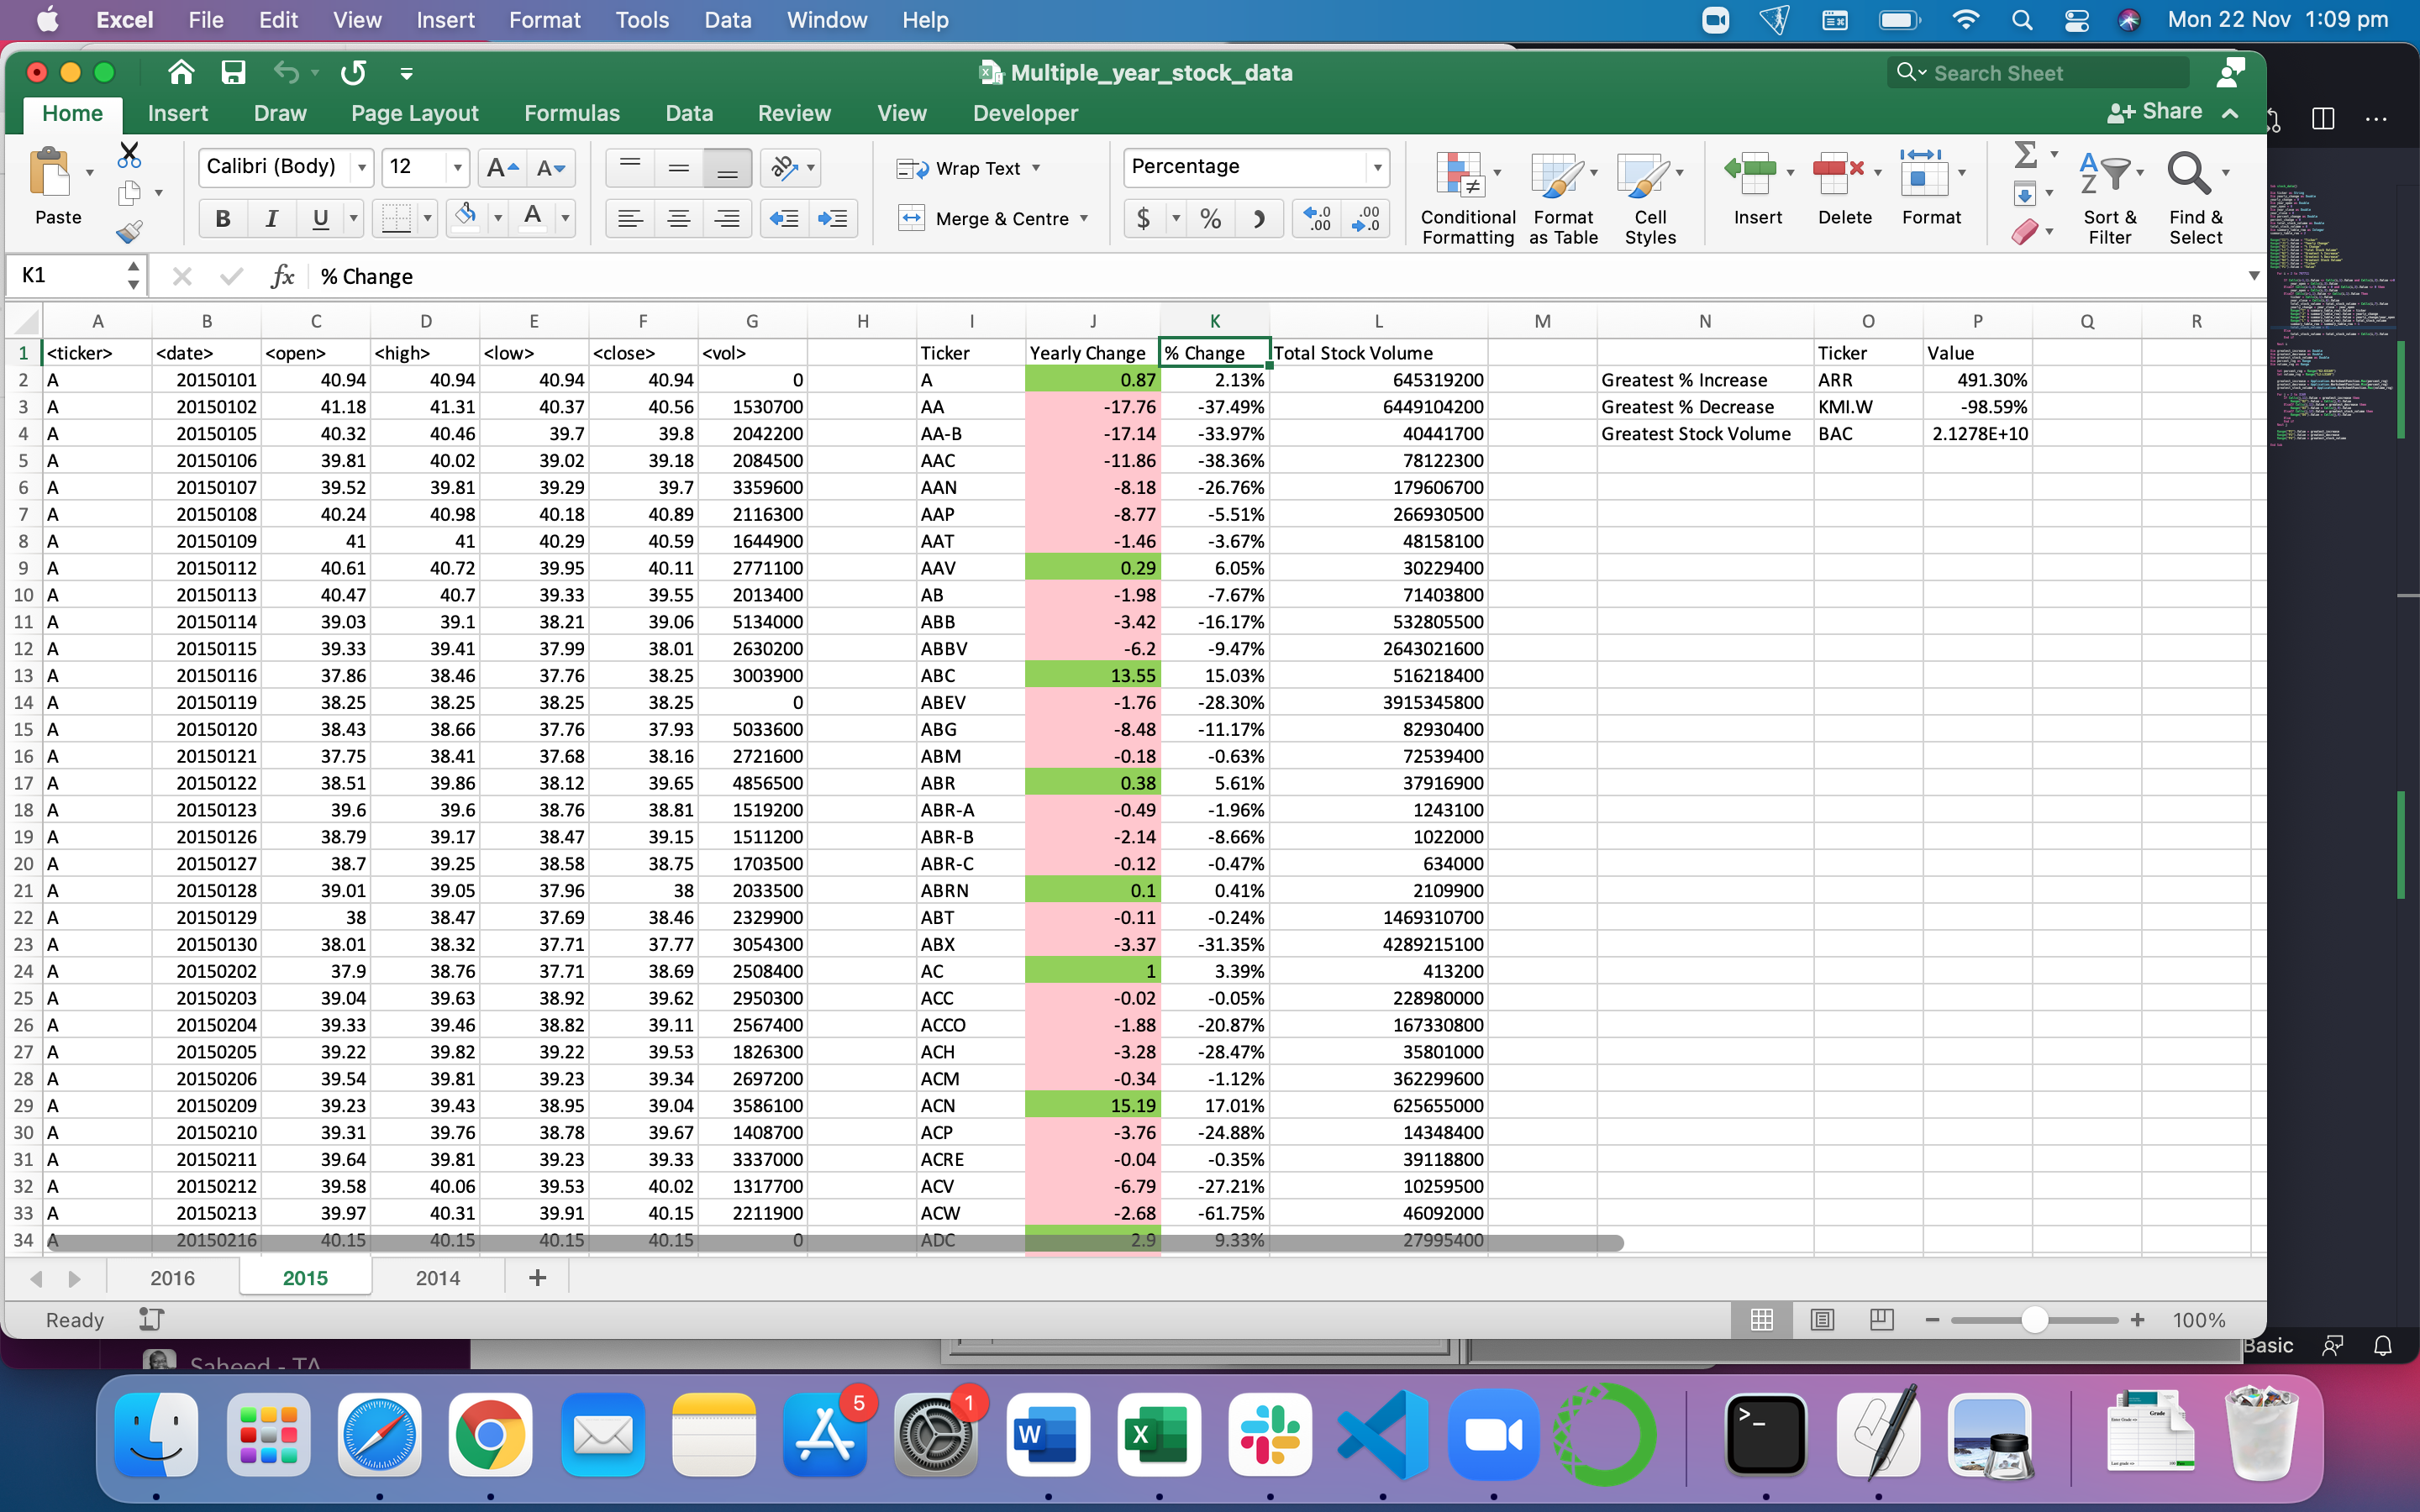 Excel File Edit View Insert Format Tools Data Window Help Mon 22 Nov 1:09 pm
Multiple_year_stock_data
Search Sheet
Home Insert Draw Page Layout Formulas Data Review View Developer Share
Paste
Calibri (Body) 12
Wrap Text
Merge & Centre
Percentage
Conditional Formatting
Format as Table
Cell Styles
Insert Delete Format
Sort & Filter
Find & Select
K1 fx % Change
A B C D E F G H I J K L M N O P Q R
1 <ticker> <date> <open> <high> <low> <close> <vol> Ticker Yearly Change % Change Total Stock Volume Ticker Value
2 A 20150101 40.94 40.94 40.94 40.94 0 A 0.87 2.13% 645319200 Greatest % Increase ARR 491.30%
3 A 20150102 41.18 41.31 40.37 40.56 1530700 AA -17.76 -37.49% 6449104200 Greatest % Decrease KMI.W -98.59%
4 A 20150105 40.32 40.46 39.7 39.8 2042200 AA-B -17.14 -33.97% 40441700 Greatest Stock Volume BAC 2.1278E+10
5 A 20150106 39.81 40.02 39.02 39.18 2084500 AAC -11.86 -38.36% 78122300
6 A 20150107 39.52 39.81 39.29 39.7 3359600 AAN -8.18 -26.76% 179606700
7 A 20150108 40.24 40.98 40.18 40.89 2116300 AAP -8.77 -5.51% 266930500
8 A 20150109 41 41 40.29 40.59 1644900 AAT -1.46 -3.67% 48158100
9 A 20150112 40.61 40.72 39.95 40.11 2771100 AAV 0.29 6.05% 30229400
10 A 20150113 40.47 40.7 39.33 39.55 2013400 AB -1.98 -7.67% 71403800
11 A 20150114 39.03 39.1 38.21 39.06 5134000 ABB -3.42 -16.17% 532805500
12 A 20150115 39.33 39.41 37.99 38.01 2630200 ABBV -6.2 -9.47% 2643021600
13 A 20150116 37.86 38.46 37.76 38.25 3003900 ABC 13.55 15.03% 516218400
14 A 20150119 38.25 38.25 38.25 38.25 0 ABEV -1.76 -28.30% 3915345800
15 A 20150120 38.43 38.66 37.76 37.93 5033600 ABG -8.48 -11.17% 82930400
16 A 20150121 37.75 38.41 37.68 38.16 2721600 ABM -0.18 -0.63% 72539400
17 A 20150122 38.51 39.86 38.12 39.65 4856500 ABR 0.38 5.61% 37916900
18 A 20150123 39.6 39.6 38.76 38.81 1519200 ABR-A -0.49 -1.96% 1243100
19 A 20150126 38.79 39.17 38.47 39.15 1511200 ABR-B -2.14 -8.66% 1022000
20 A 20150127 38.7 39.25 38.58 38.75 1703500 ABR-C -0.12 -0.47% 634000
21 A 20150128 39.01 39.05 37.96 38 2033500 ABRN 0.1 0.41% 2109900
22 A 20150129 38 38.47 37.69 38.46 2329900 ABT -0.11 -0.24% 1469310700
23 A 20150130 38.01 38.32 37.71 37.77 3054300 ABX -3.37 -31.35% 4289215100
24 A 20150202 37.9 38.76 37.71 38.69 2508400 AC 1 3.39% 413200
25 A 20150203 39.04 39.63 38.92 39.62 2950300 ACC -0.02 -0.05% 228980000
26 A 20150204 39.33 39.46 38.82 39.11 2567400 ACCO -1.88 -20.87% 167330800
27 A 20150205 39.22 39.82 39.22 39.53 1826300 ACH -3.28 -28.47% 35801000
28 A 20150206 39.54 39.81 39.23 39.34 2697200 ACM -0.34 -1.12% 362299600
29 A 20150209 39.23 39.43 38.95 39.04 3586100 ACN 15.19 17.01% 625655000
30 A 20150210 39.31 39.76 38.78 39.67 1408700 ACP -3.76 -24.88% 14348400
31 A 20150211 39.64 39.81 39.23 39.33 3337000 ACRE -0.04 -0.35% 39118800
32 A 20150212 39.58 40.06 39.53 40.02 1317700 ACV -6.79 -27.21% 10259500
33 A 20150213 39.97 40.31 39.91 40.15 2211900 ACW -2.68 -61.75% 46092000
34 A 20150216 40.15 40.15 40.15 40.15 0 ADC 2.9 9.33% 27995400
2016 2015 2014 +
Ready 100%
Basic
Saheed - TA
5 1